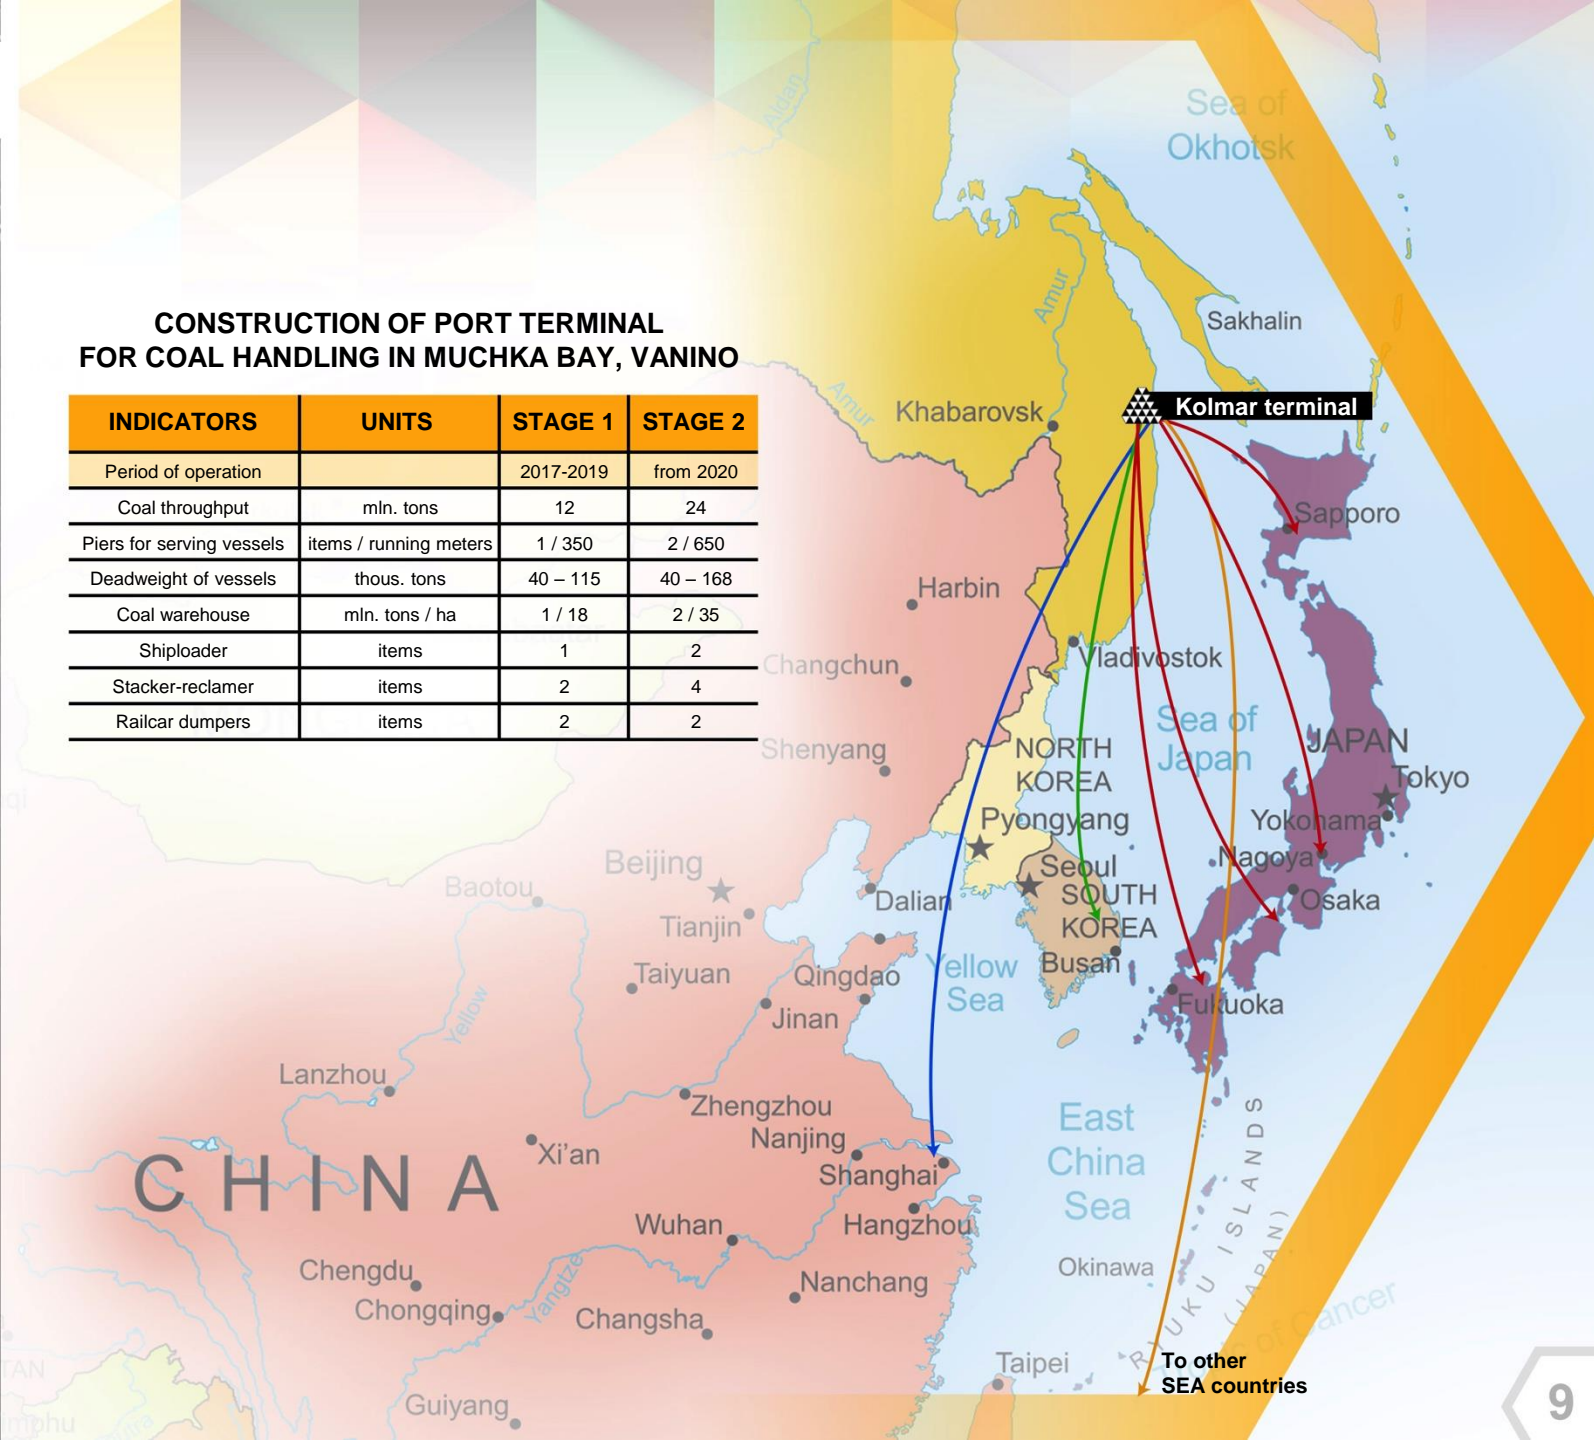 CONSTRUCTION OF PORT TERMINAL
FOR COAL HANDLING IN MUCHKA BAY, VANINO
INDICATORS UNITS STAGE 1 STAGE 2
Period of operation 2017-2019 from 2020
Coal throughput mln. tons 12 24
Piers for serving vessels items / running meters 1 / 350 2 / 650
Deadweight of vessels thous. tons 40 – 115 40 – 168
Coal warehouse mln. tons / ha 1 / 18 2 / 35
Shiploader items 1 2
Stacker-reclamer items 2 4
Railcar dumpers items 2 2
Aldan
Sea of
Okhotsk
Amur
Sakhalin
Amur
Khabarovsk
Kolmar terminal
Sapporo
Harbin
Changchun
Vladivostok
Shenyang
Sea of
Japan
NORTH
KOREA
JAPAN
Tokyo
Pyongyang
Yokohama
Beijing
Seoul
Nagoya
Baotou
Dalian
SOUTH
KOREA
Osaka
Tianjin
Taiyuan
Qingdao
Yellow
Sea
Busan
Yellow
Jinan
Fukuoka
Lanzhou
Zhengzhou
Nanjing
East
China
Sea
Xi'an
Shanghai
CHINA
Wuhan
Hangzhou
RYUKU ISLANDS
(JAPAN)
Okinawa
Chengdu
Nanchang
Yangtze
Chongqing
Changsha
of Cancer
Taipei
To other
SEA countries
Guiyang
TAN
9